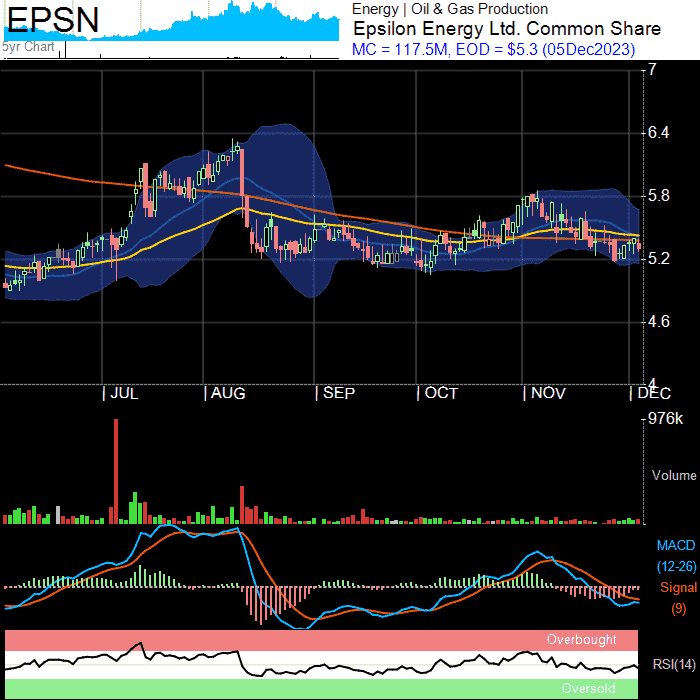 EPSN
5yr Chart
Energy | Oil & Gas Production
Epsilon Energy Ltd. Common Share
MC = 117.5M, EOD = $5.3 (05Dec2023)
7
6.4
5.8
5.2
4.6
4
JUL AUG SEP OCT NOV DEC
976k
Volume
MACD
(12-26)
Signal
(9)
Overbought
RSI(14)
Oversold